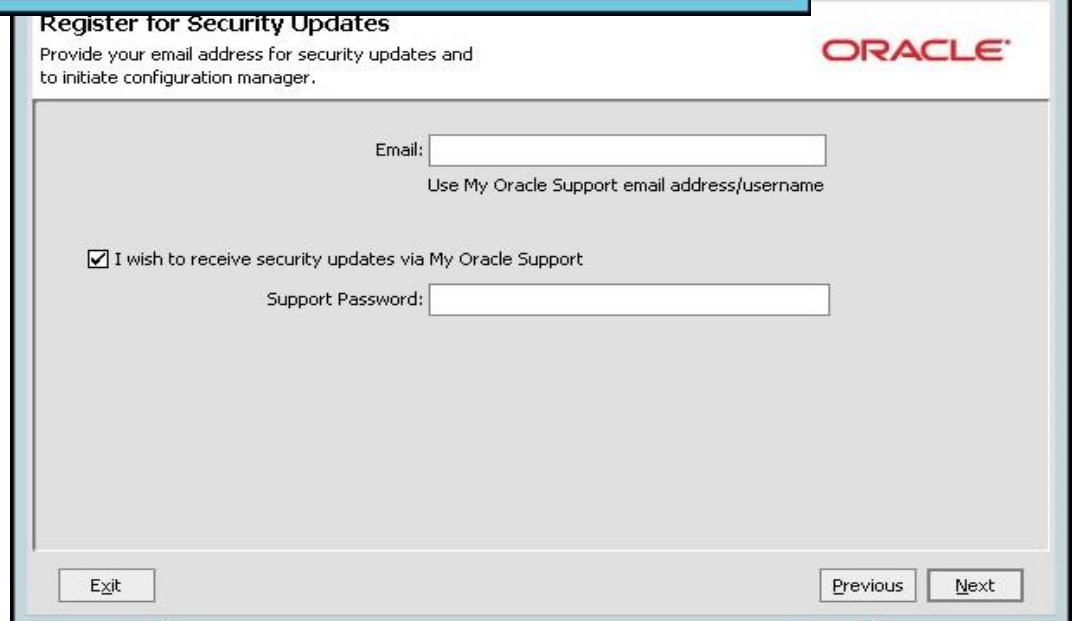 Register for Security Updates
Provide your email address for security updates and
to initiate configuration manager.
ORACLE
Email:
Use My Oracle Support email address/username
I wish to receive security updates via My Oracle Support
Support Password:
Exit
Previous
Next